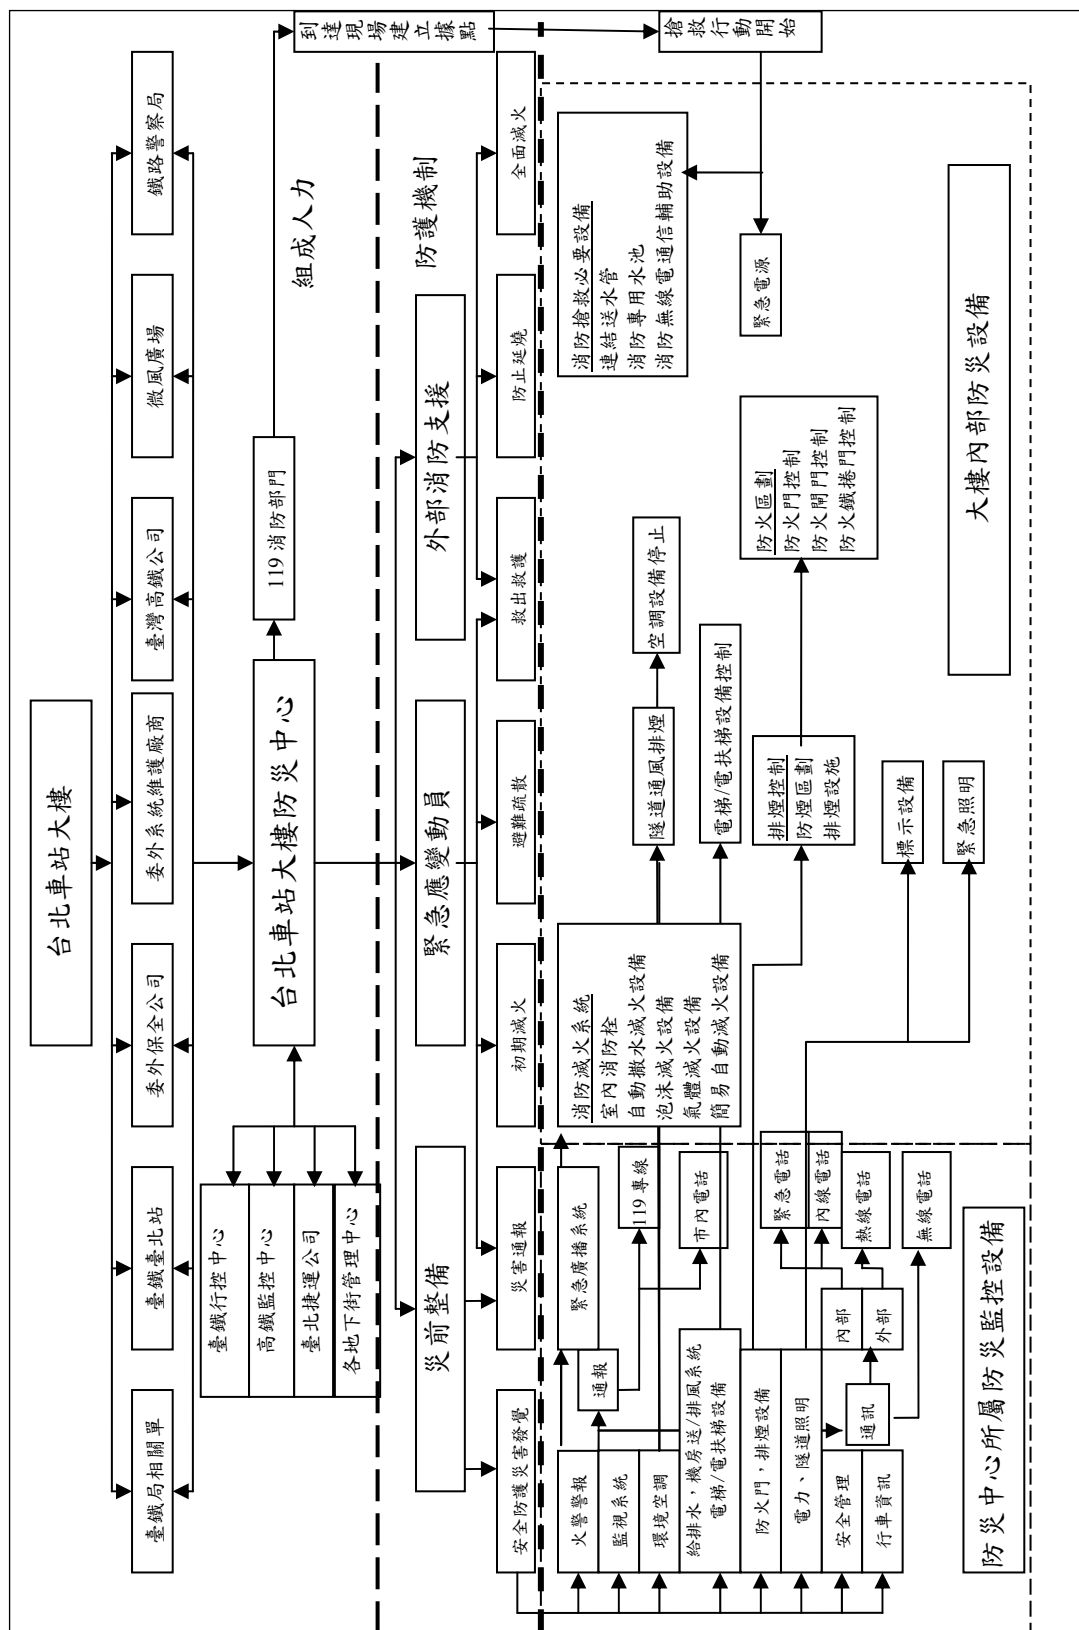 台北車站大樓
臺鐵局相關單
臺鐵臺北站
委外保全公司
委外系統維護廠商
臺灣高鐵公司
微風廣場
鐵路警察局
臺鐵行控中心
高鐵監控中心
臺北捷運公司
各地下街管理中心
台北車站大樓防災中心
119 消防部門
到達現場建立據點
搶救行動開始
組成人力
防護機制
災前整備
緊急應變動員
外部消防支援
安全防護災害發覺
災害通報
初期滅火
避難疏散
救出救護
防止延燒
全面滅火
火警警報
監視系統
環境空調
給排水，機房送/排風系統
電梯/電扶梯設備
防火門，排煙設備
電力、隧道照明
安全管理
行車資訊
通報
通訊
內部
外部
緊急廣播系統
119 專線
市內電話
緊急電話
內線電話
热線電話
無線電話
防災中心所屬防災監控設備
消防滅火系統
室內消防栓
自動撒水滅火設備
泡沫滅火設備
氣體滅火設備
簡易自動滅火設備
隧道通風排煙
空調設備停止
電梯/電扶梯設備控制
排煙控制
防煙區劃
排煙設施
防火區劃
防火門控制
防火閘門控制
防火鐵捲門控制
標示設備
緊急照明
消防搶救必要設備
連結送水管
消防專用水池
消防無線電通信輔助設備
緊急電源
大樓內部防災設備